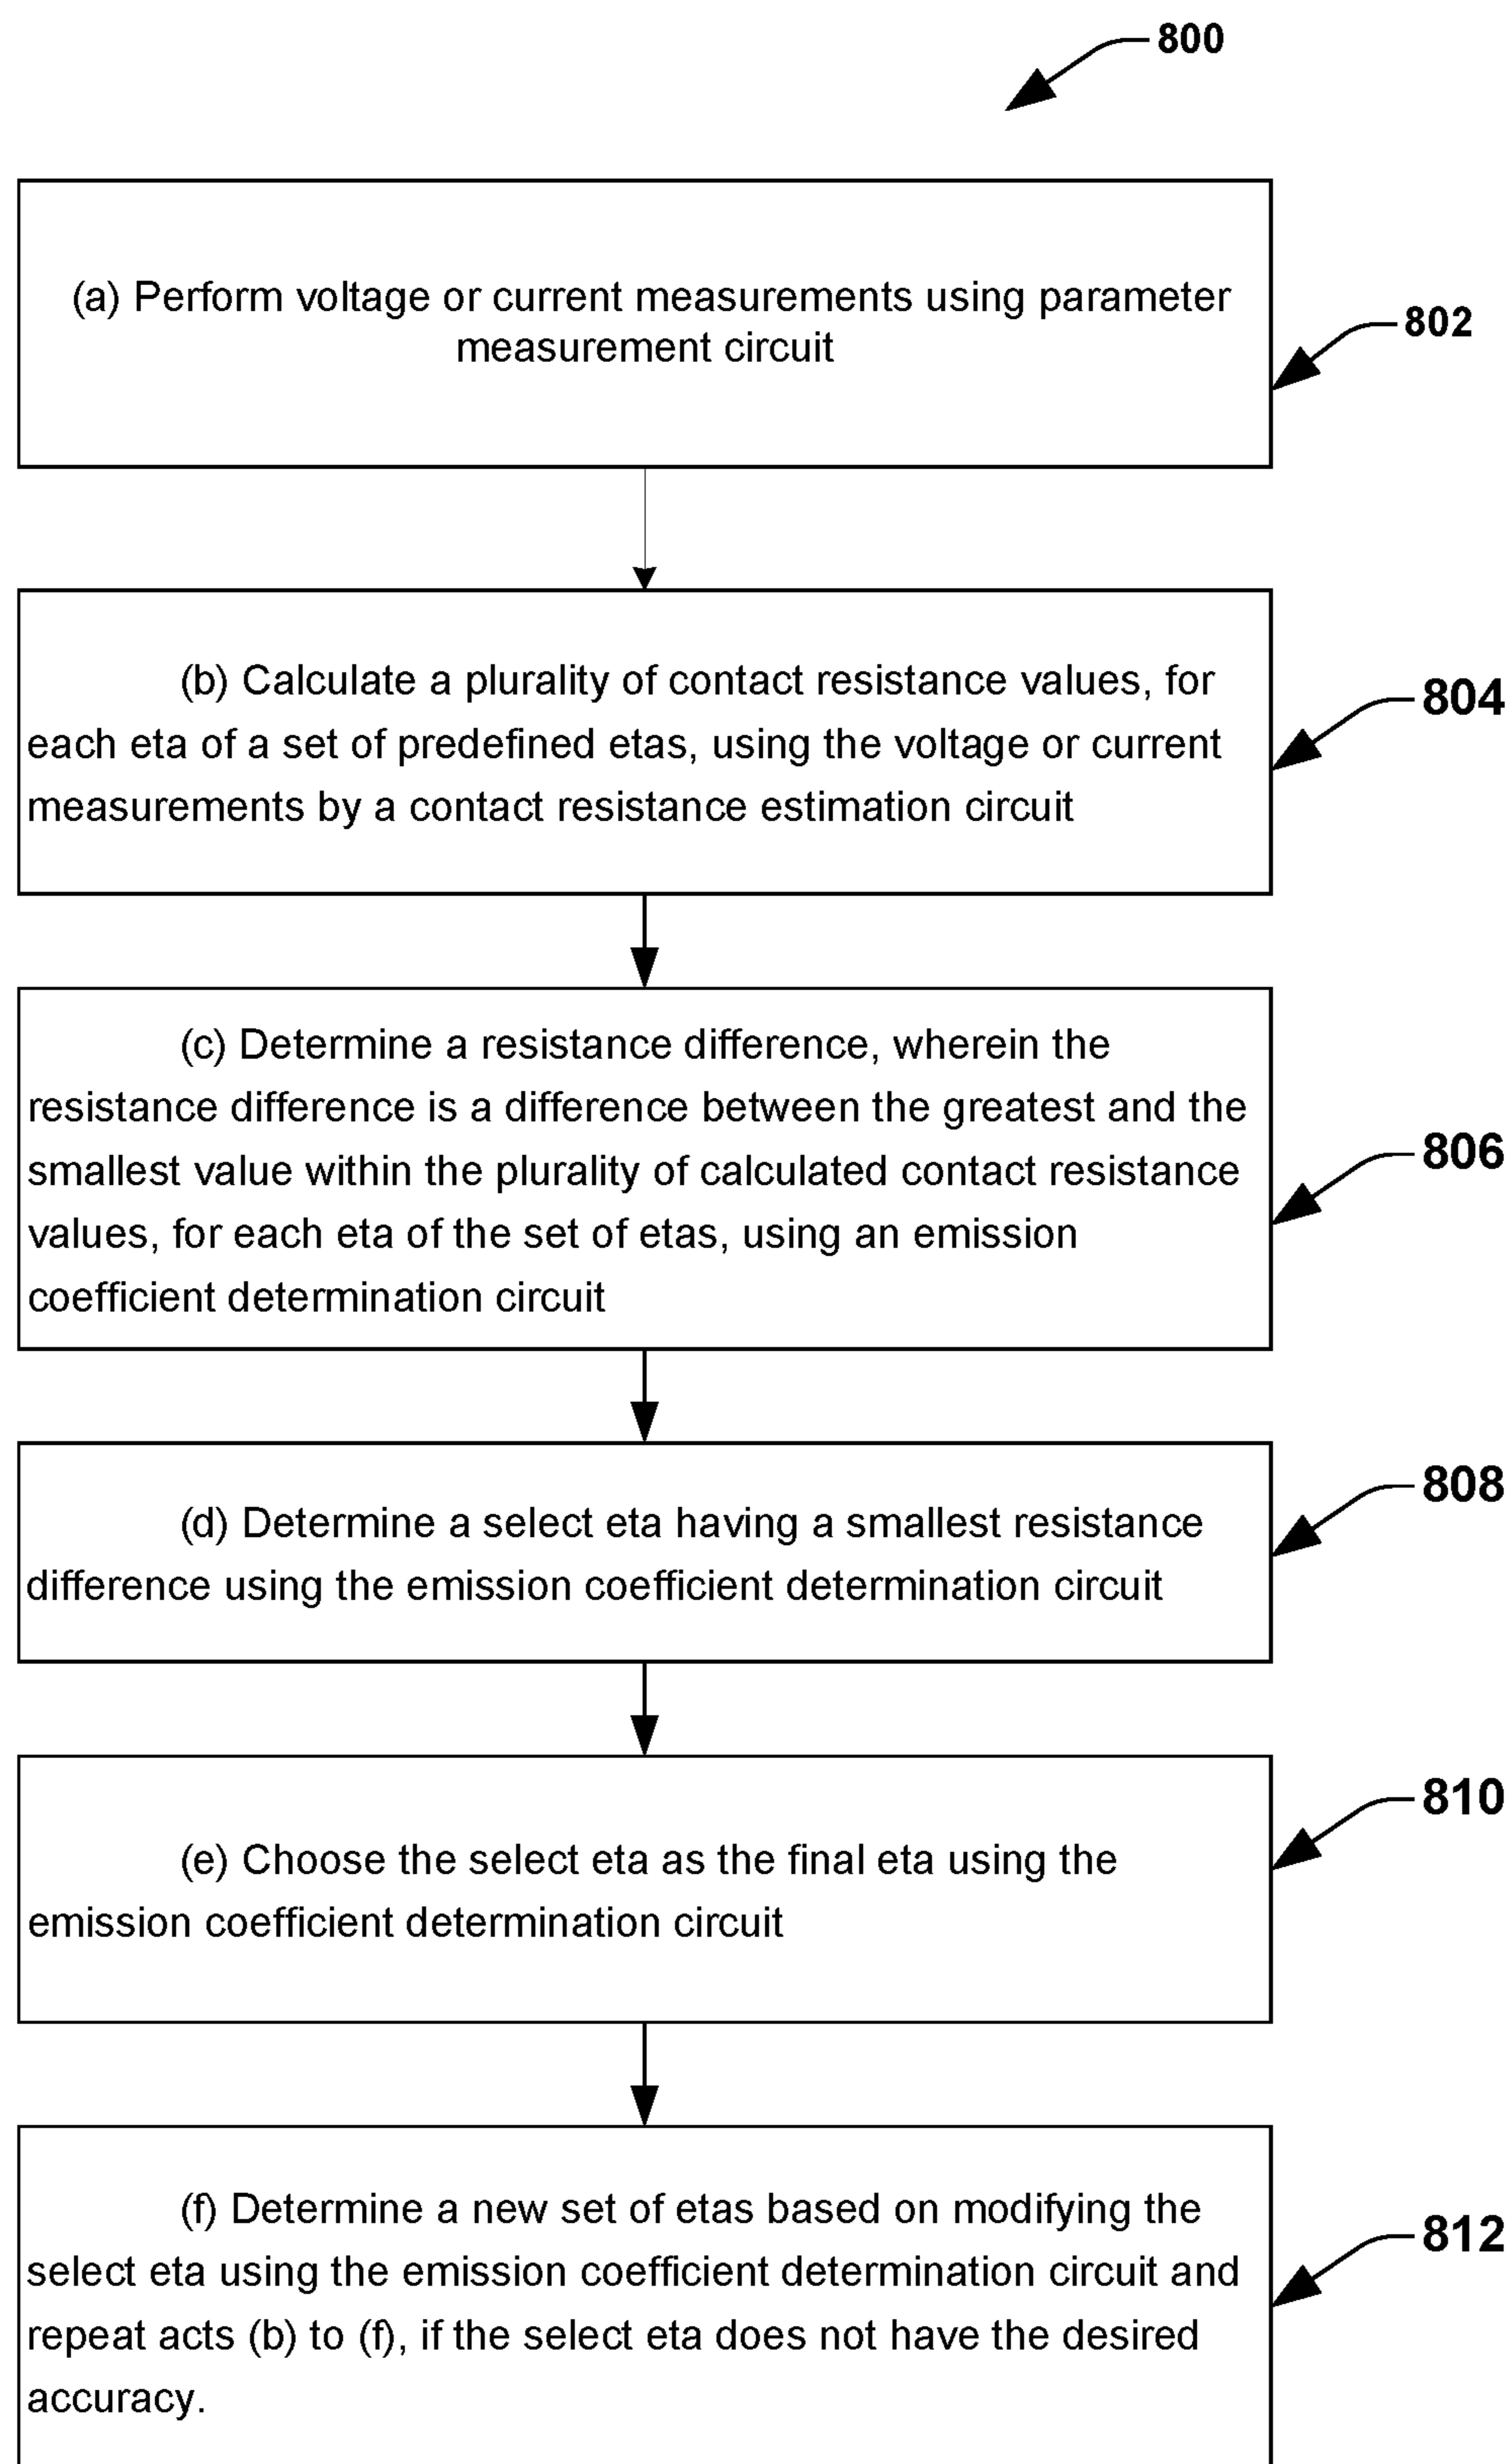 800
(a) Perform voltage or current measurements using parameter
measurement circuit
802
(b) Calculate a plurality of contact resistance values, for
each eta of a set of predefined etas, using the voltage or current
measurements by a contact resistance estimation circuit
804
(c) Determine a resistance difference, wherein the
resistance difference is a difference between the greatest and the
smallest value within the plurality of calculated contact resistance
values, for each eta of the set of etas, using an emission
coefficient determination circuit
806
(d) Determine a select eta having a smallest resistance
difference using the emission coefficient determination circuit
808
(e) Choose the select eta as the final eta using the
emission coefficient determination circuit
810
(f) Determine a new set of etas based on modifying the
select eta using the emission coefficient determination circuit and
repeat acts (b) to (f), if the select eta does not have the desired
accuracy.
812